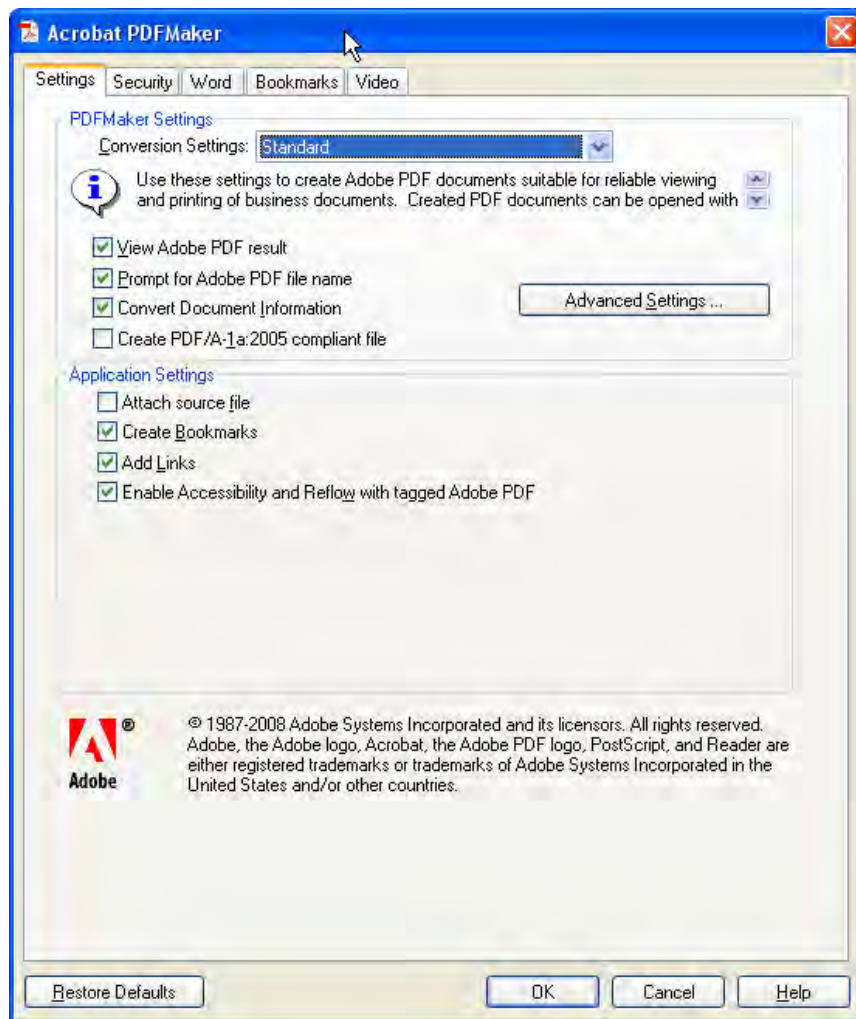 Acrobat PDFMaker
Settings Security Word Bookmarks Video
PDFMaker Settings
Conversion Settings: Standard
Use these settings to create Adobe PDF documents suitable for reliable viewing
and printing of business documents. Created PDF documents can be opened with
View Adobe PDF result
Prompt for Adobe PDF file name
Convert Document Information
Advanced Settings ...
Create PDF/A-1a:2005 compliant file
Application Settings
Attach source file
Create Bookmarks
Add Links
Enable Accessibility and Reflow with tagged Adobe PDF
® © 1987-2008 Adobe Systems Incorporated and its licensors. All rights reserved.
Adobe, the Adobe logo, Acrobat, the Adobe PDF logo, PostScript, and Reader are
either registered trademarks or trademarks of Adobe Systems Incorporated in the
United States and/or other countries.
Adobe
Restore Defaults OK Cancel Help